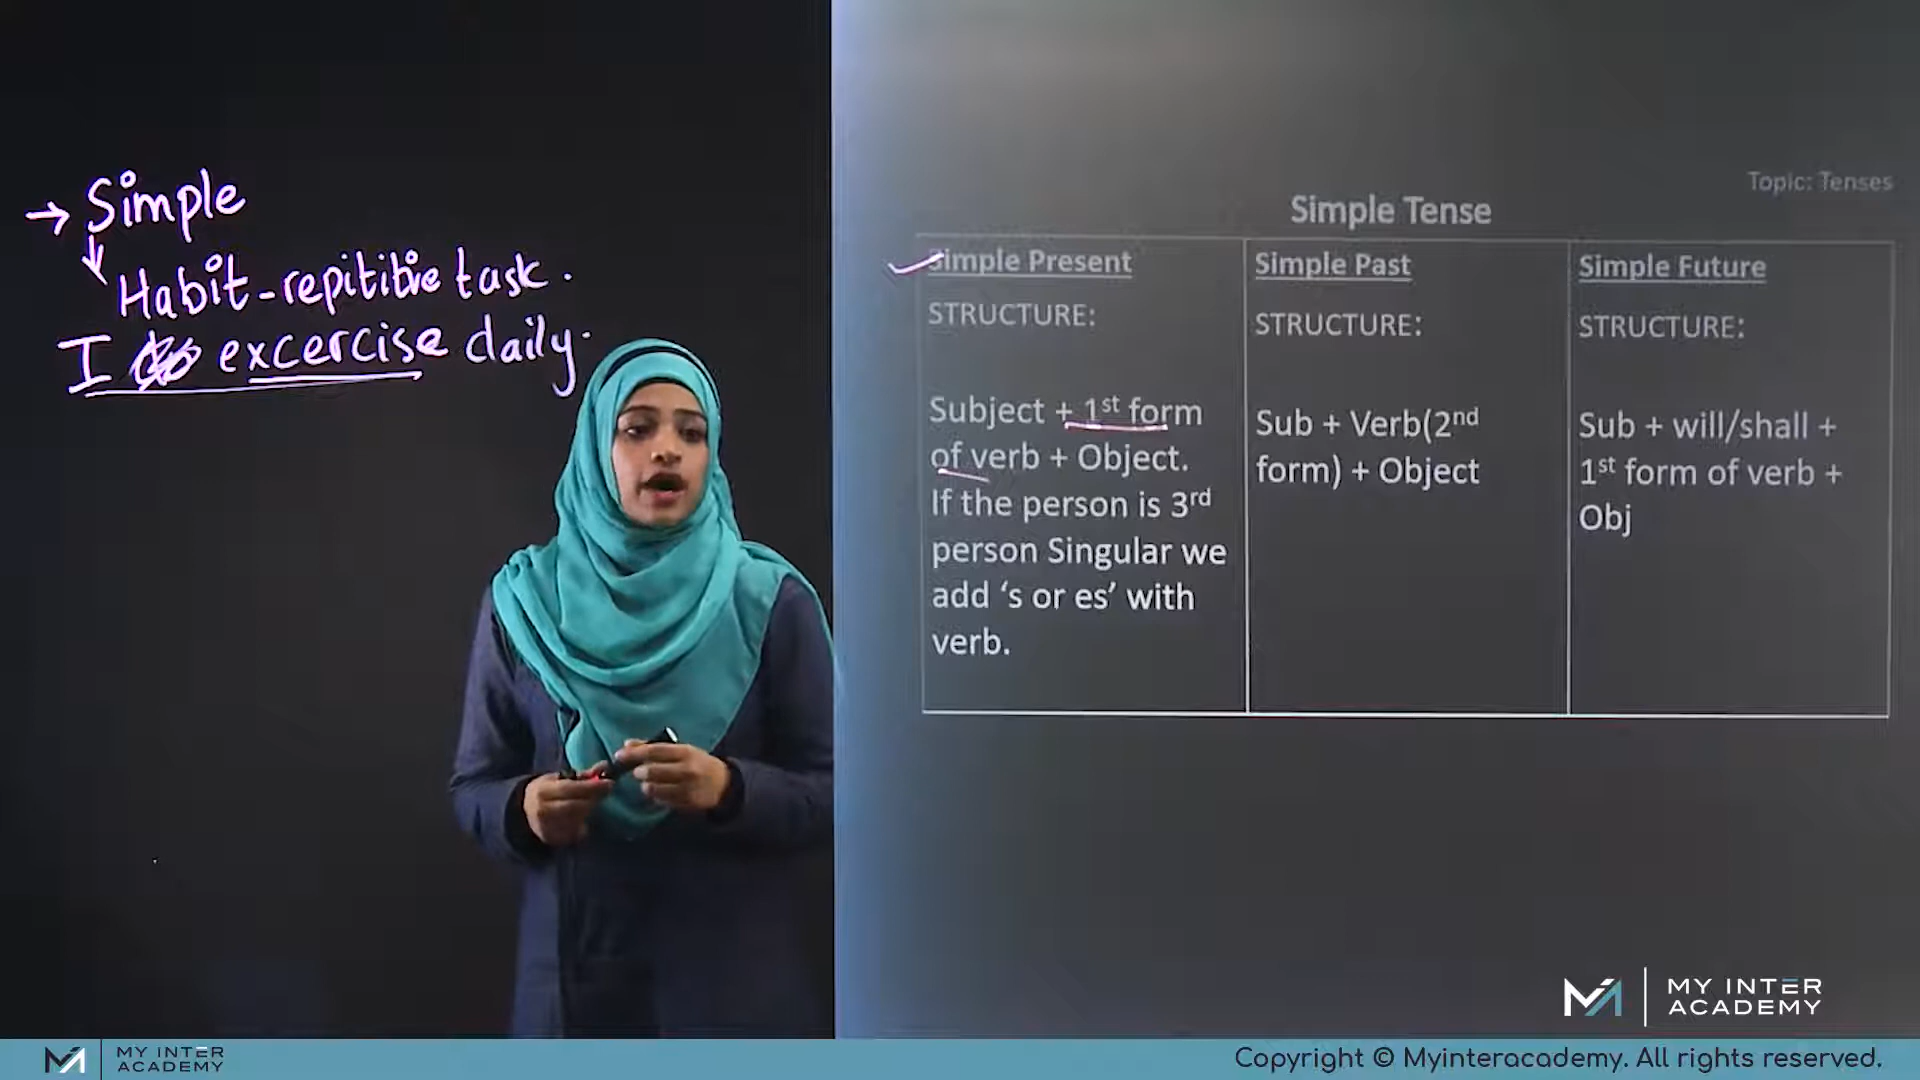 → Simple
Habit - repititive task.
I excercise daily.
Topic: Tenses
Simple Tense
Simple Present
STRUCTURE:
Subject + 1st form
of verb + Object.
If the person is 3rd
person Singular we
add ‘s or es’ with
verb.
Simple Past
STRUCTURE:
Sub + Verb(2nd
form) + Object
Simple Future
STRUCTURE:
Sub + will/shall +
1st form of verb +
Obj
MY INTER
ACADEMY
MY INTER
ACADEMY
Copyright © Myinteracademy. All rights reserved.